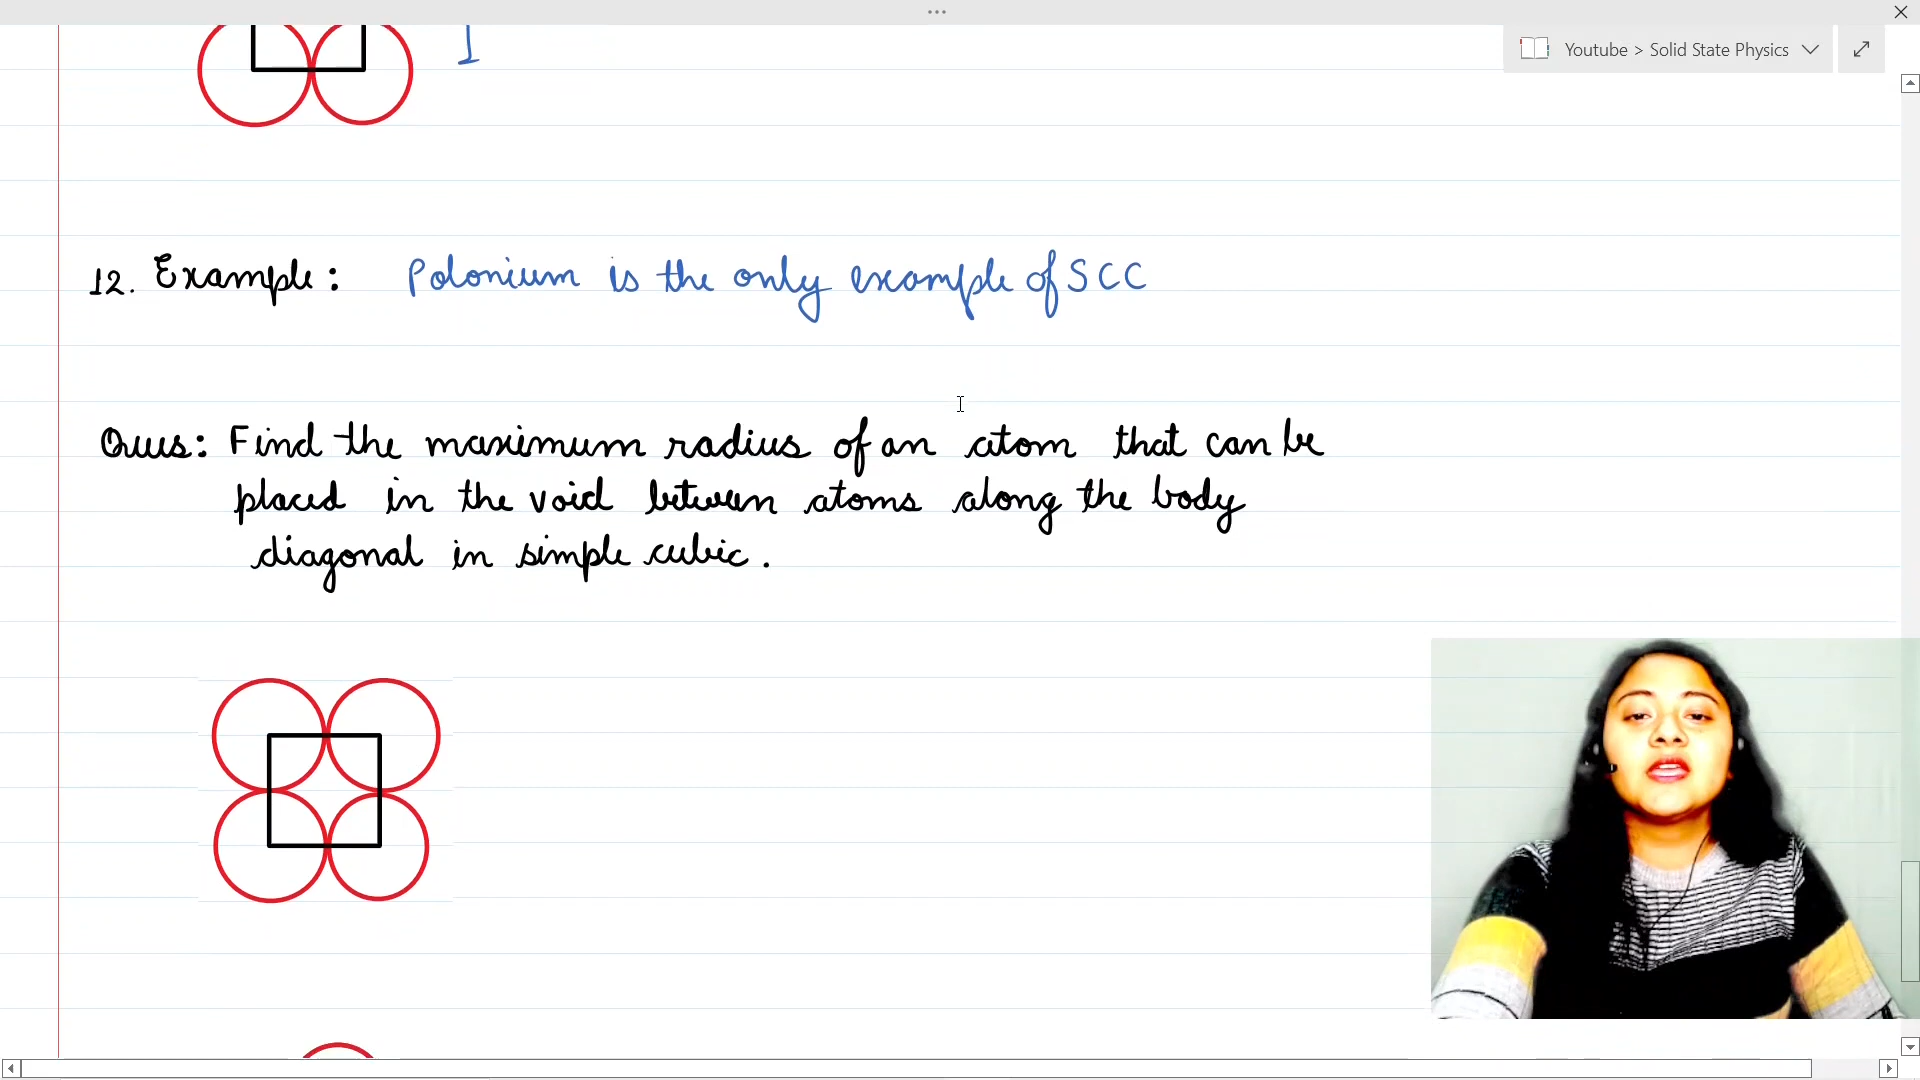 Youtube > Solid State Physics
12. Example: Polonium is the only example of SCC
Ques: Find the maximum radius of an atom that can be
placed in the void between atoms along the body
diagonal in simple cubic.